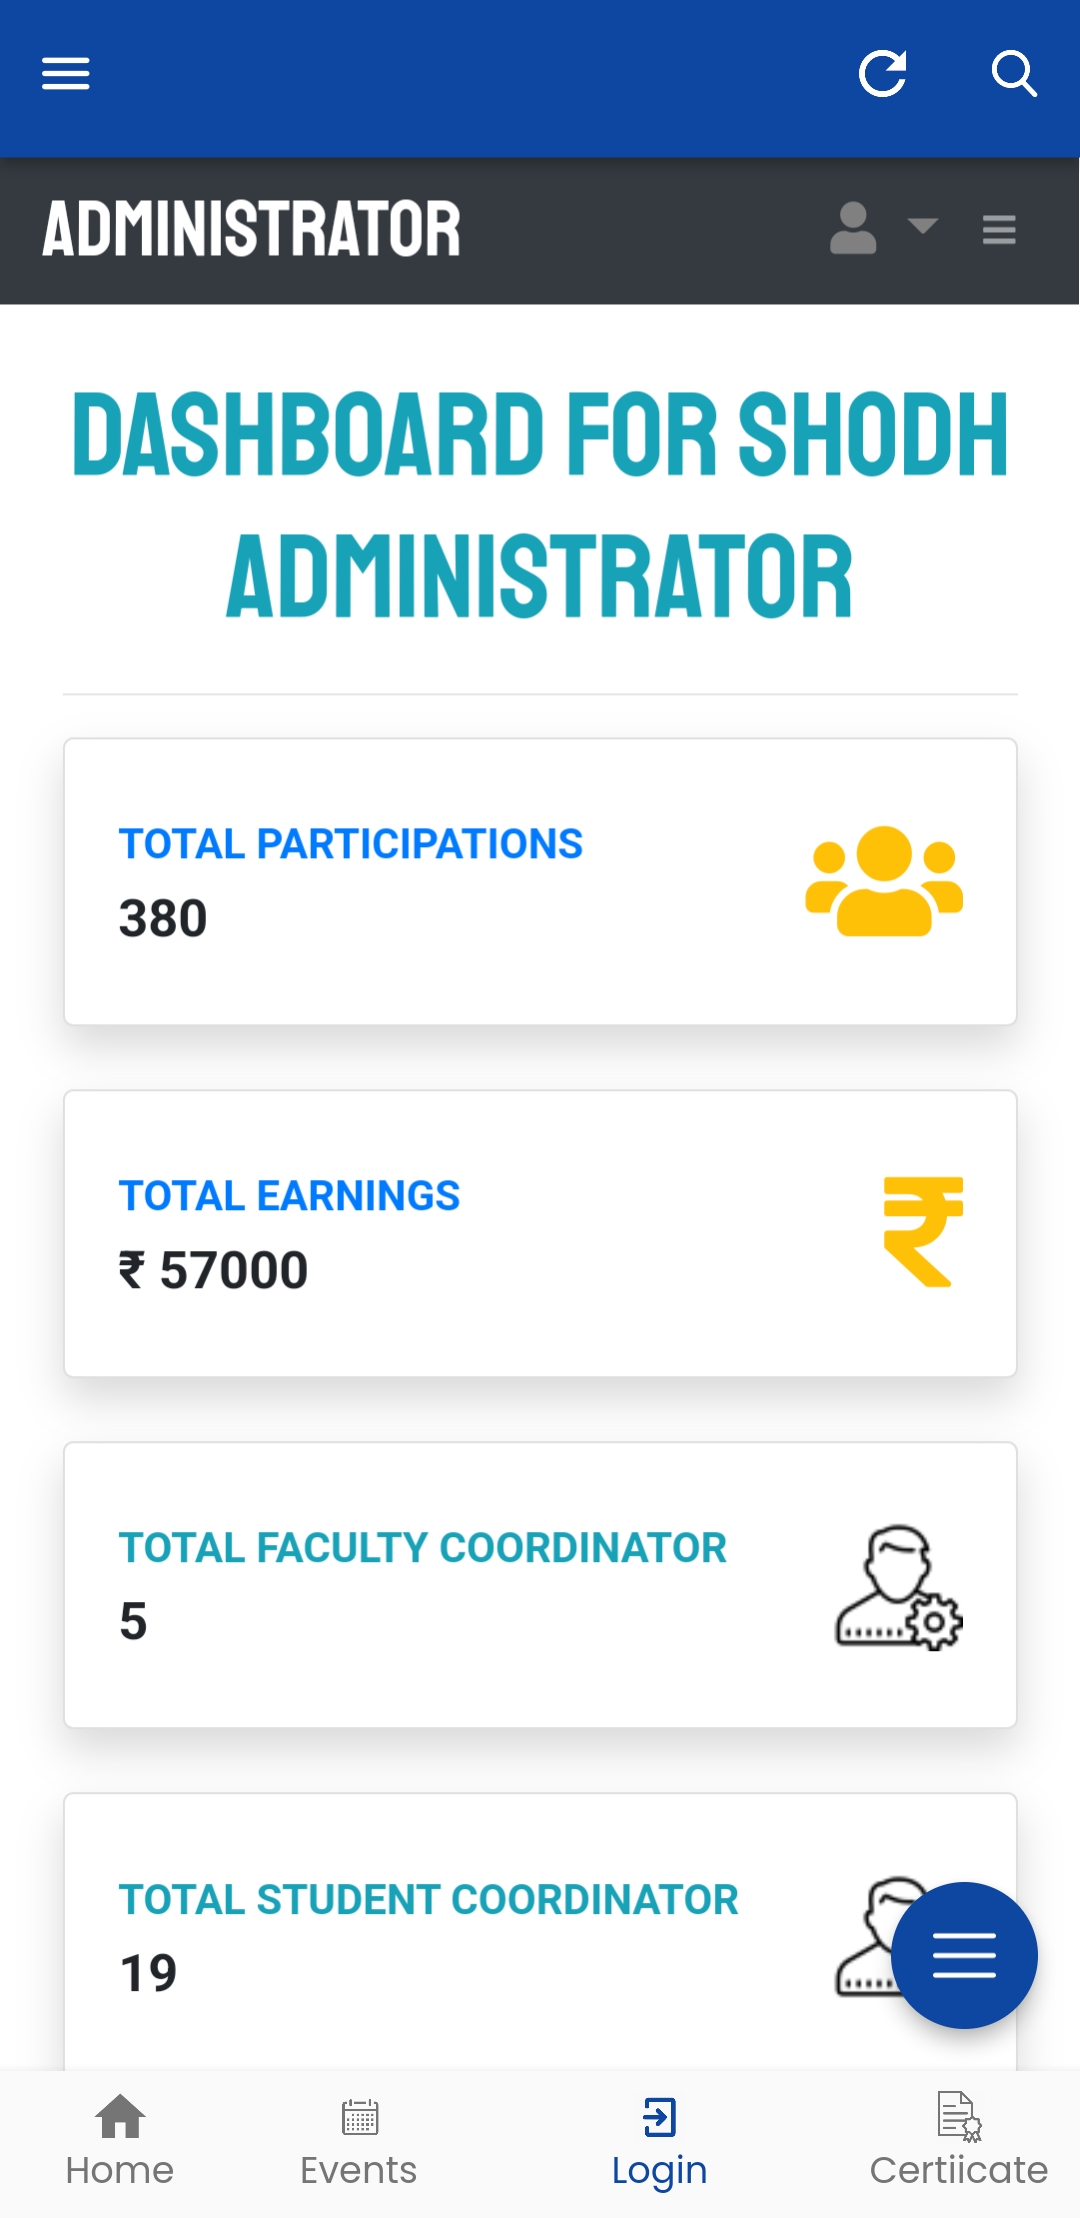 ADMINISTRATOR
DASHBOARD FOR SHODH
ADMINISTRATOR
TOTAL PARTICIPATIONS
380
TOTAL EARNINGS
₹ 57000
TOTAL FACULTY COORDINATOR
5
TOTAL STUDENT COORDINATOR
19
Home Events Login Certiicate